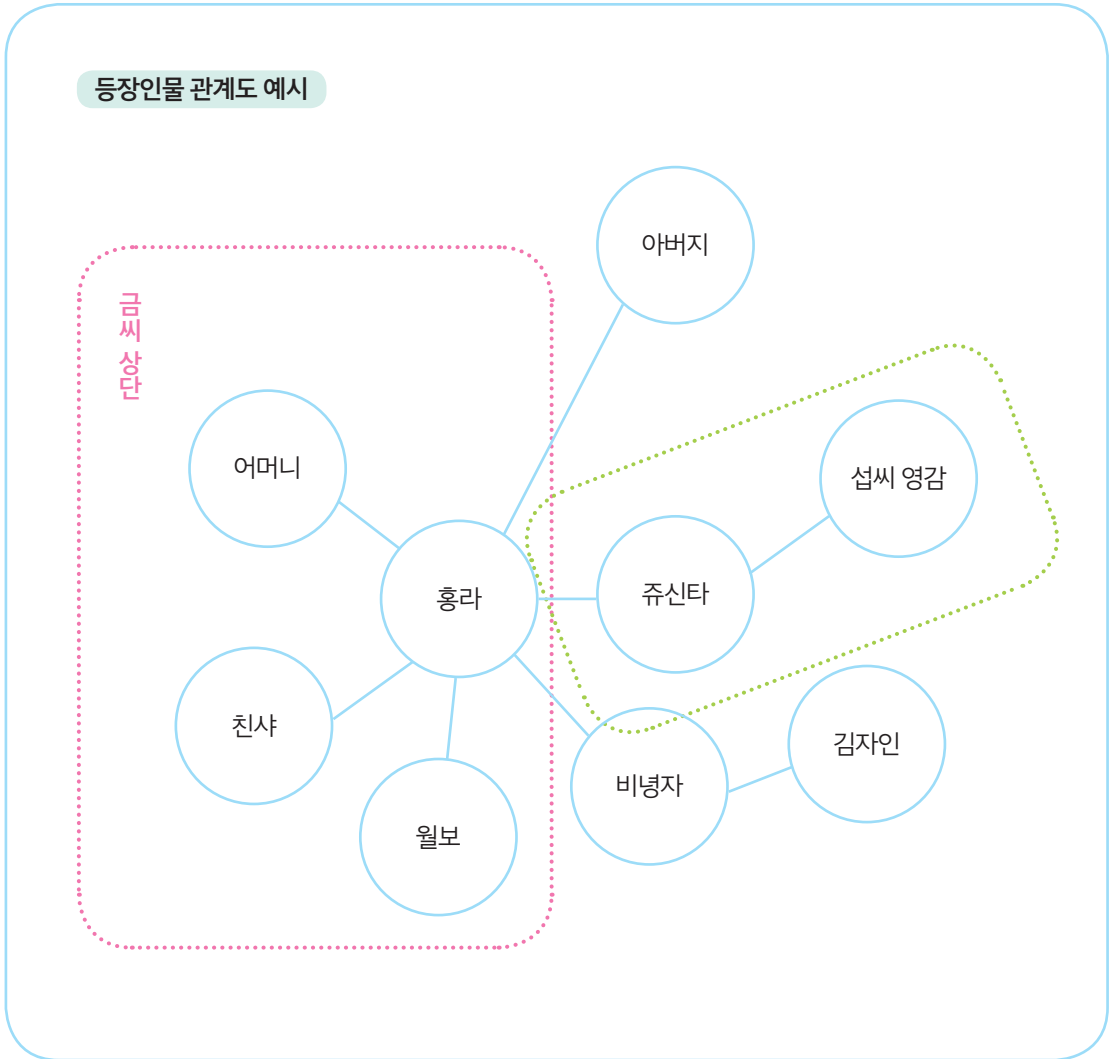 등장인물 관계도 예시
아버지
금씨 상단
어머니
섭씨 영감
홍라
쥬신타
친샤
김자인
비녕자
월보